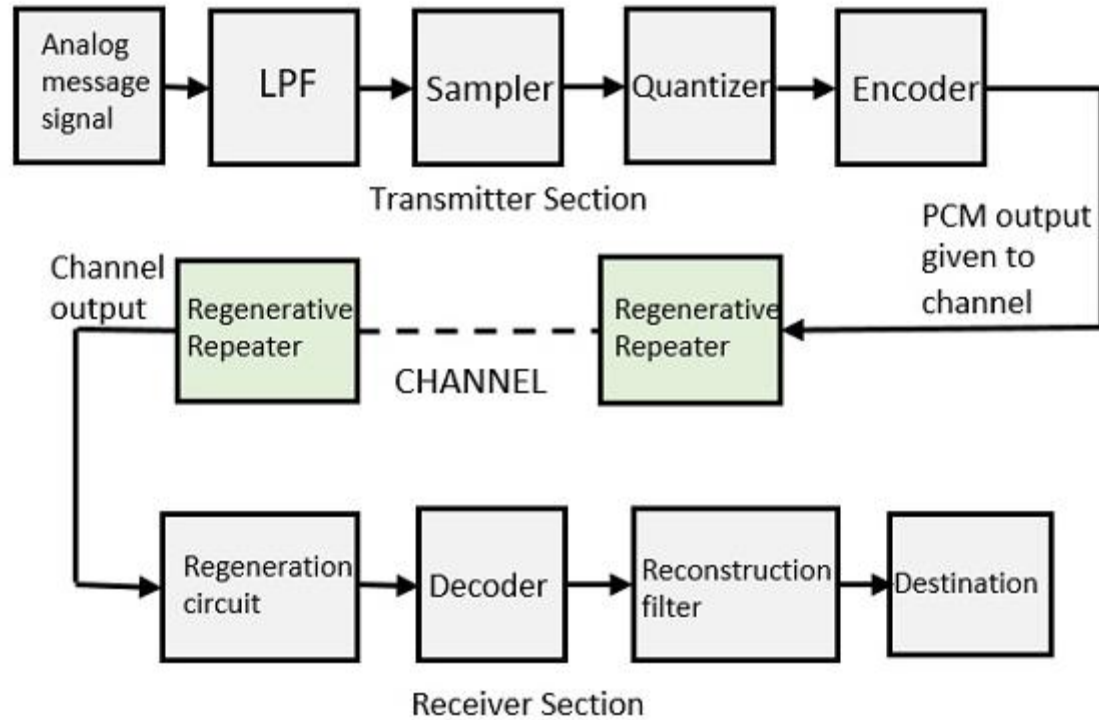 Analog
message
signal
LPF
Sampler
Quantizer
Encoder
Transmitter Section
PCM output
given to
channel
Channel
output
Regenerative
Repeater
CHANNEL
Regenerative
Repeater
Regeneration
circuit
Decoder
Reconstruction
filter
Destination
Receiver Section